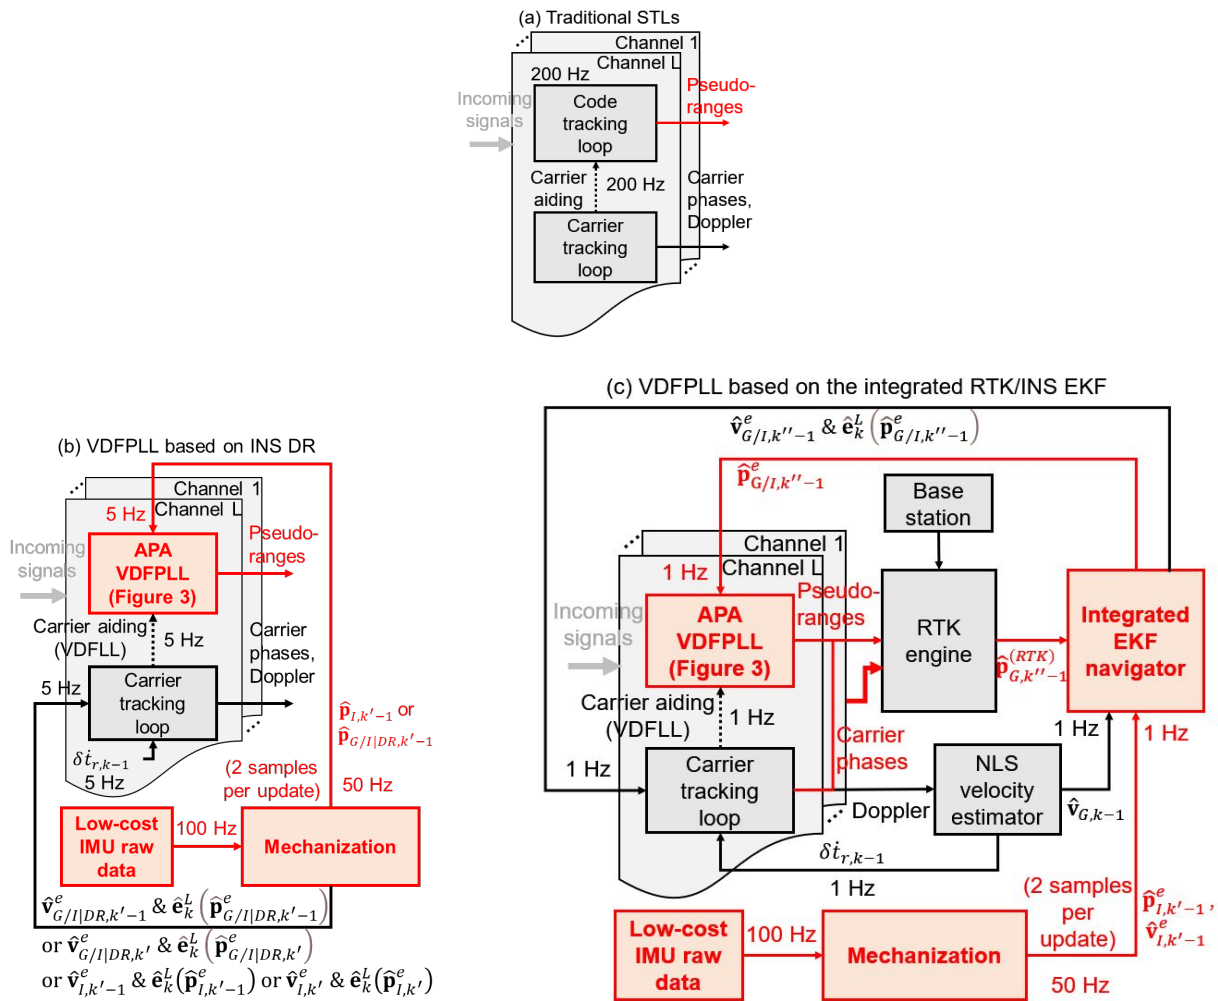 (a) Traditional STLs
Channel 1
Channel L
200 Hz
Incoming
signals
Code
tracking
loop
Pseudo-
ranges
Carrier
aiding
200 Hz
Carrier
phases,
Doppler
Carrier
tracking
loop
(b) VDFPLL based on INS DR
Channel 1
Channel L
5 Hz
Incoming
signals
APA
VDFPLL
(Figure 3)
Pseudo-
ranges
Carrier aiding
(VDFLL)
5 Hz
Carrier
phases,
Doppler
5 Hz
Carrier
tracking
loop
δṫ_{r,k−1}
5 Hz
p̂_{I,k′−1} or
p̂_{G/I|DR,k′−1}
(2 samples
per update)
50 Hz
Low-cost
IMU raw
data
100 Hz
Mechanization
v̂^e_{G/I|DR,k′−1} & ê^L_k(p̂^e_{G/I|DR,k′−1})
or v̂^e_{G/I|DR,k′} & ê^L_k(p̂^e_{G/I|DR,k′})
or v̂^e_{I,k′−1} & ê^L_k(p̂^e_{I,k′−1}) or v̂^e_{I,k′} & ê^L_k(p̂^e_{I,k′})
(c) VDFPLL based on the integrated RTK/INS EKF
v̂^e_{G/I,k′′−1} & ê^L_k(p̂^e_{G/I,k′′−1})
p̂^e_{G/I,k′′−1}
Base
station
Channel 1
Channel L
1 Hz
Incoming
signals
APA
VDFPLL
(Figure 3)
Pseudo-
ranges
RTK
engine
p̂^{(RTK)}_{G,k′′−1}
Integrated
EKF
navigator
Carrier aiding
(VDFLL)
1 Hz
Carrier
phases
1 Hz
1 Hz
1 Hz
Carrier
tracking
loop
Doppler
NLS
velocity
estimator
v̂_{G,k−1}
δṫ_{r,k−1}
1 Hz
(2 samples
per
update)
p̂^e_{I,k′−1},
v̂^e_{I,k′−1}
Low-cost
IMU raw
data
100 Hz
Mechanization
50 Hz